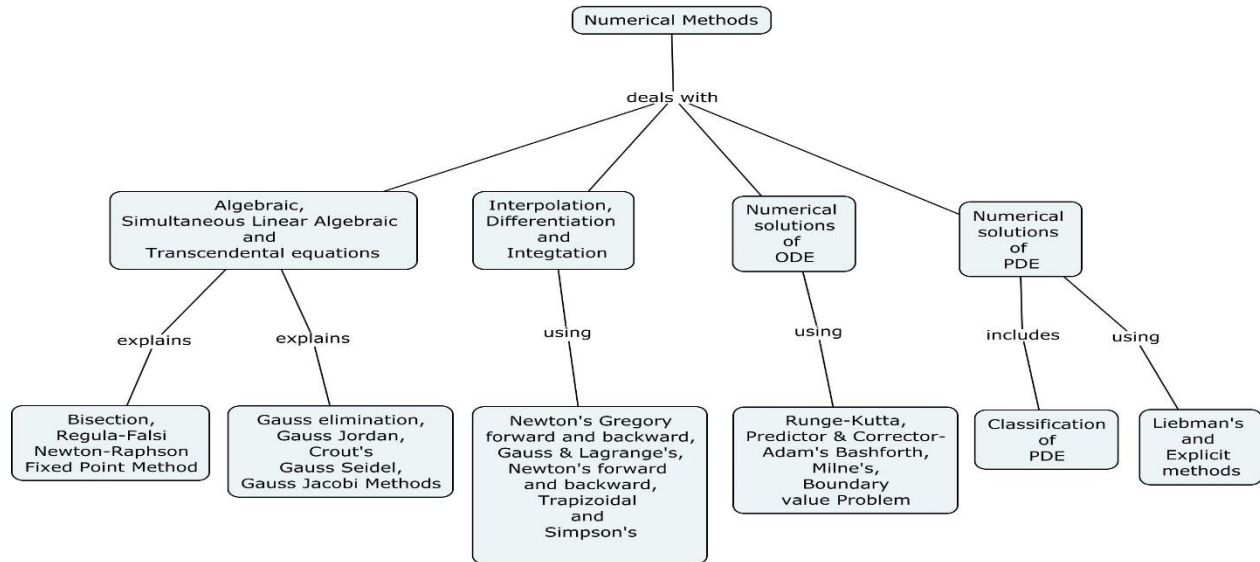 Numerical Methods
deals with
Algebraic,
Simultaneous Linear Algebraic
and
Transcendental equations
Interpolation,
Differentiation
and
Integtation
Numerical
solutions
of
ODE
Numerical
solutions
of
PDE
explains
explains
using
using
includes
using
Bisection,
Regula-Falsi
Newton-Raphson
Fixed Point Method
Gauss elimination,
Gauss Jordan,
Crout's
Gauss Seidel,
Gauss Jacobi Methods
Newton's Gregory
forward and backward,
Gauss & Lagrange's,
Newton's forward
and backward,
Trapizoidal
and
Simpson's
Runge-Kutta,
Predictor & Corrector-
Adam's Bashforth,
Milne's,
Boundary
value Problem
Classification
of
PDE
Liebman's
and
Explicit
methods